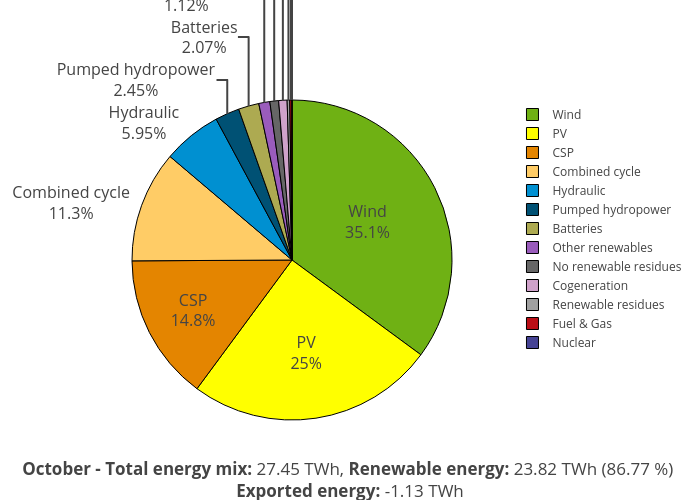 1.12%
Batteries
2.07%
Pumped hydropower
2.45%
Hydraulic
5.95%
Combined cycle
11.3%
Wind
35.1%
CSP
14.8%
PV
25%
Wind
PV
CSP
Combined cycle
Hydraulic
Pumped hydropower
Batteries
Other renewables
No renewable residues
Cogeneration
Renewable residues
Fuel & Gas
Nuclear
October - Total energy mix: 27.45 TWh, Renewable energy: 23.82 TWh (86.77 %)
Exported energy: -1.13 TWh